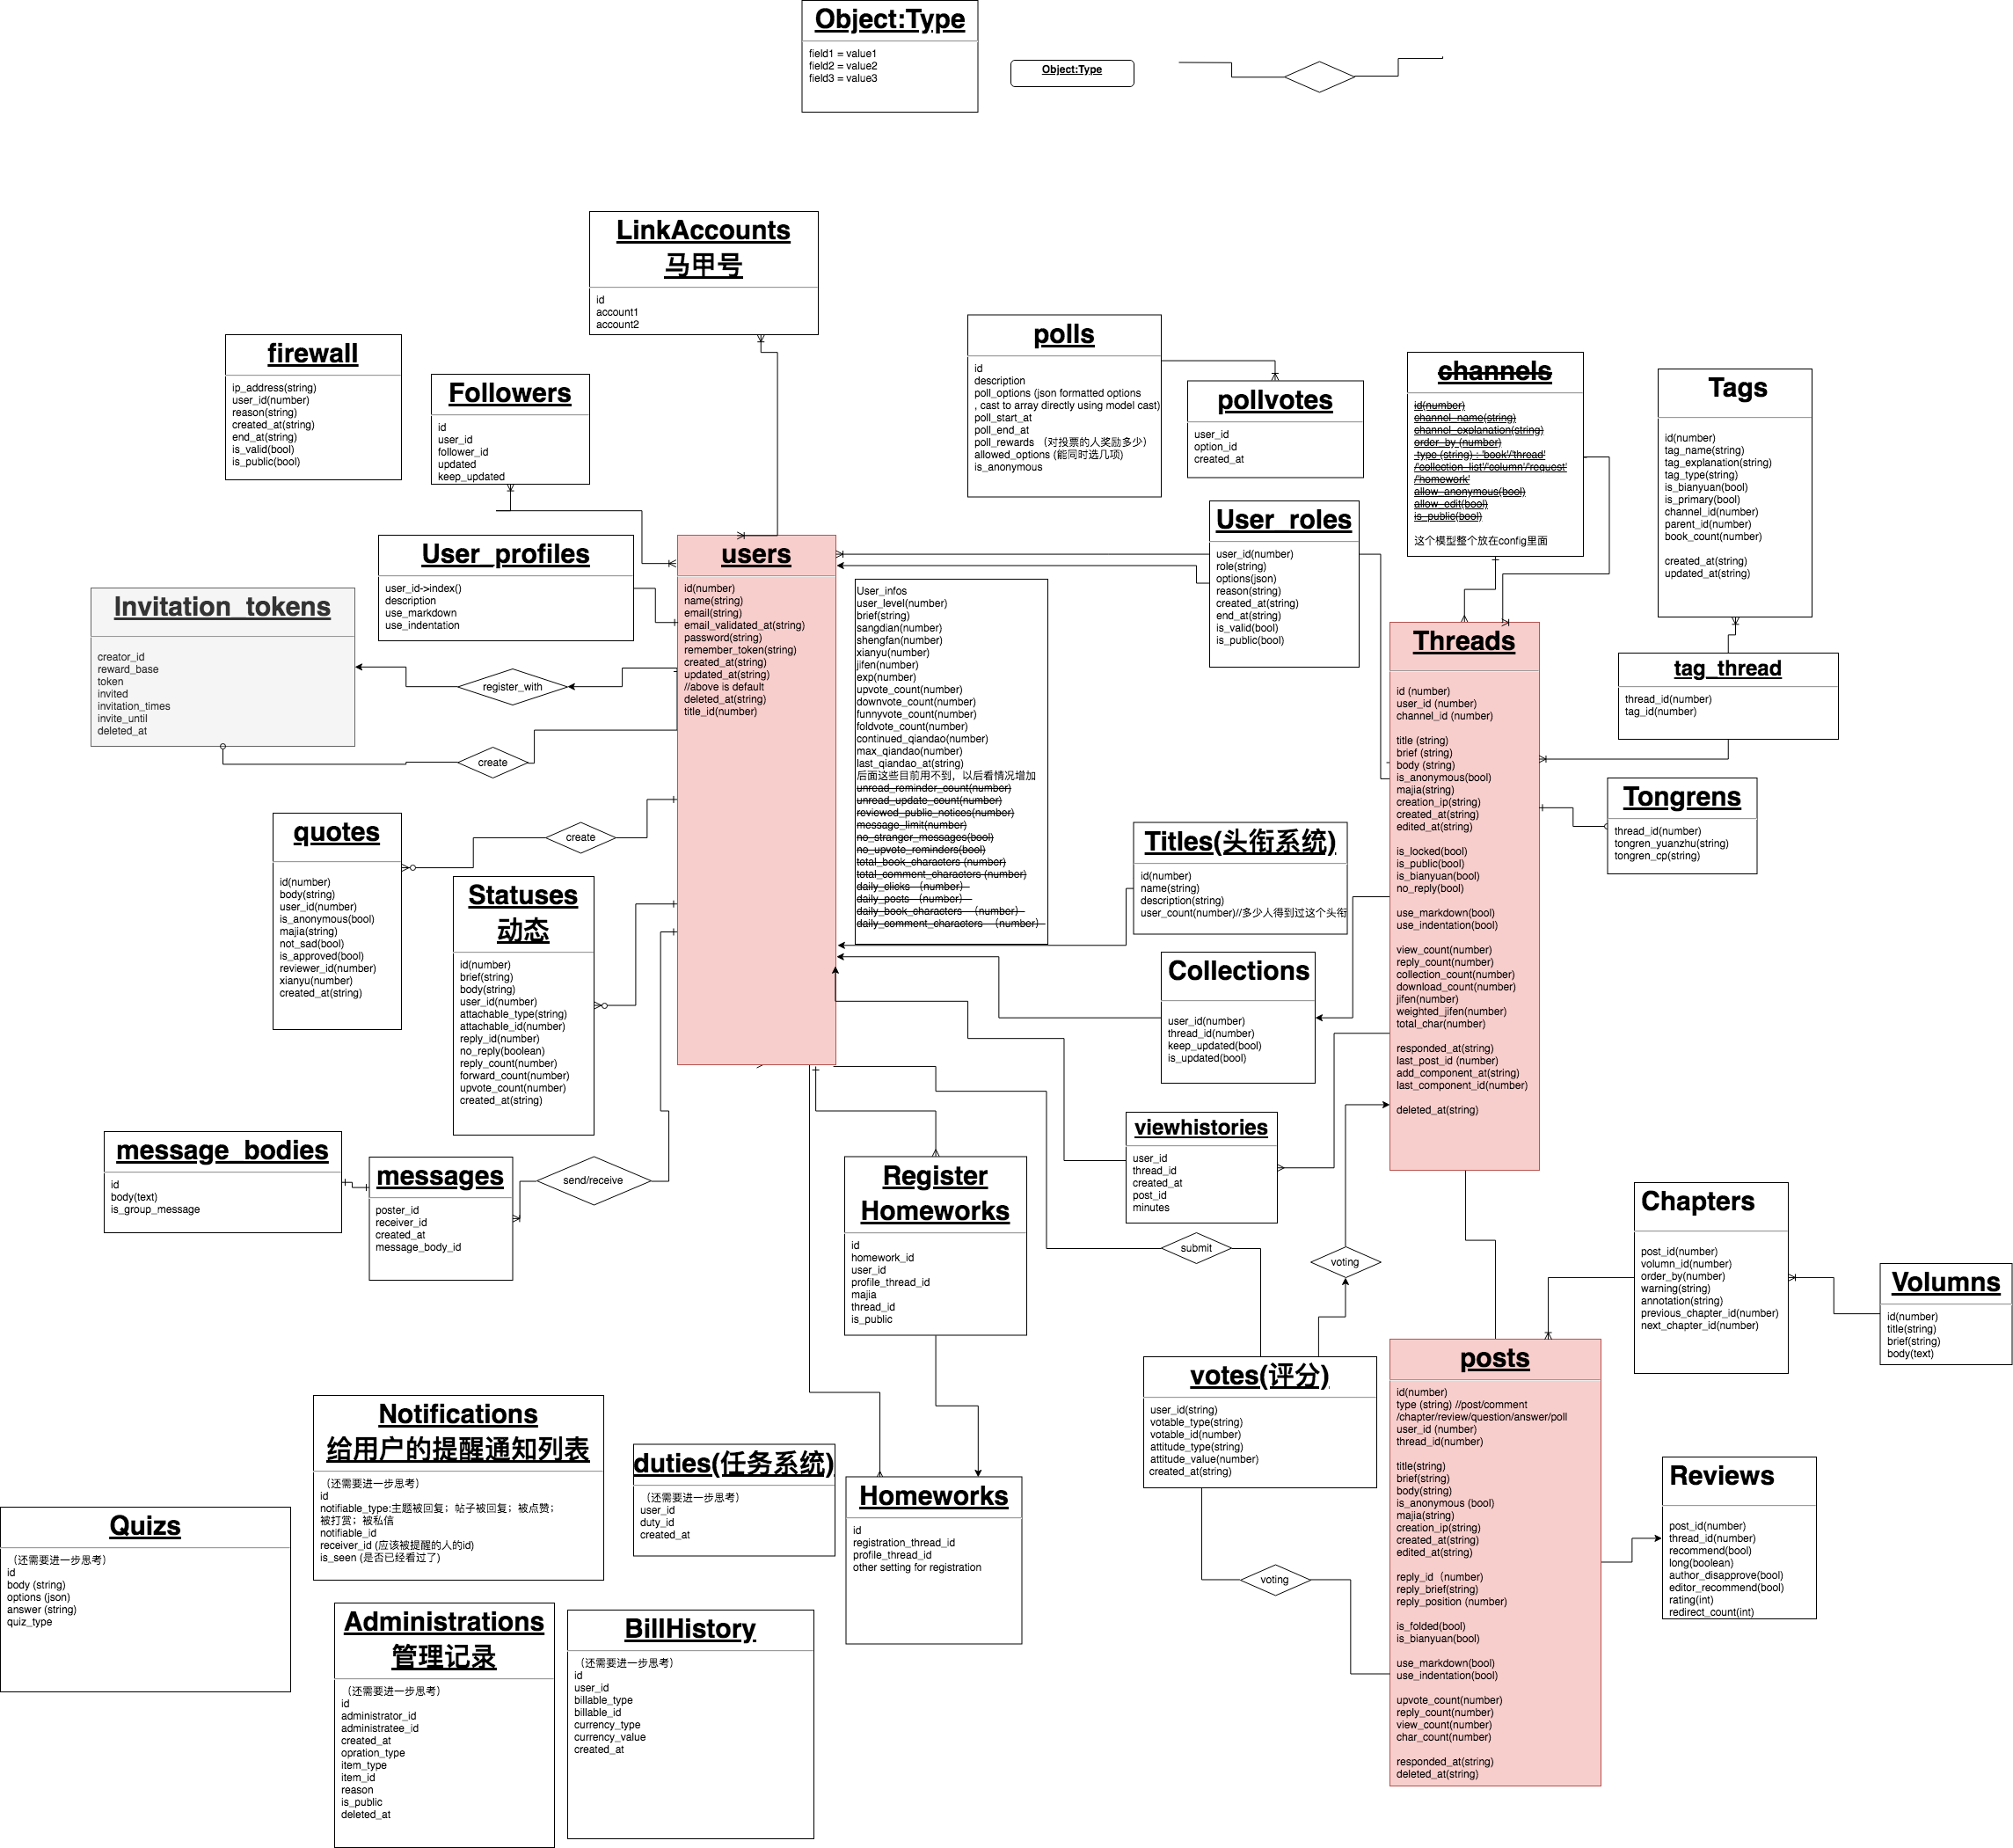 Object:Type
field1 = value1
field2 = value2
field3 = value3
Object:Type
LinkAccounts
马甲号
id
account1
account2
firewall
ip_address(string)
user_id(number)
reason(string)
created_at(string)
end_at(string)
is_valid(bool)
is_public(bool)
Followers
id
user_id
follower_id
updated
keep_updated
polls
id
description
poll_options (json formatted options
, cast to array directly using model cast)
poll_start_at
poll_end_at
poll_rewards （对投票的人奖励多少）
allowed_options (能同时选几项)
is_anonymous
pollvotes
user_id
option_id
created_at
channels
id(number)
channel_name(string)
channel_explanation(string)
order_by (number)
type (string) : 'book'/'thread'
/'collection_list'/'column'/'request'
/'homework'
allow_anonymous(bool)
allow_edit(bool)
is_public(bool)
这个模型整个放在config里面
Tags
id(number)
tag_name(string)
tag_explanation(string)
tag_type(string)
is_bianyuan(bool)
is_primary(bool)
channel_id(number)
parent_id(number)
book_count(number)
created_at(string)
updated_at(string)
User_roles
user_id(number)
role(string)
options(json)
reason(string)
created_at(string)
end_at(string)
is_valid(bool)
is_public(bool)
User_profiles
user_id->index()
description
use_markdown
use_indentation
users
id(number)
name(string)
email(string)
email_validated_at(string)
password(string)
remember_token(string)
created_at(string)
updated_at(string)
//above is default
deleted_at(string)
title_id(number)
User_infos
user_level(number)
brief(string)
sangdian(number)
shengfan(number)
xianyu(number)
jifen(number)
exp(number)
upvote_count(number)
downvote_count(number)
funnyvote_count(number)
foldvote_count(number)
continued_qiandao(number)
max_qiandao(number)
last_qiandao_at(string)
后面这些目前用不到，以后看情况增加
unread_reminder_count(number)
unread_update_count(number)
reviewed_public_notices(number)
message_limit(number)
no_stranger_messages(bool)
no_upvote_reminders(bool)
total_book_characters (number)
total_comment_characters (number)
daily_clicks （number）
daily_posts （number）
daily_book_characters （number）
daily_comment_characters （number）
Invitation_tokens
creator_id
reward_base
token
invited
invitation_times
invite_until
deleted_at
register_with
create
Threads
id (number)
user_id (number)
channel_id (number)
title (string)
brief (string)
body (string)
is_anonymous(bool)
majia(string)
creation_ip(string)
created_at(string)
edited_at(string)
is_locked(bool)
is_public(bool)
is_bianyuan(bool)
no_reply(bool)
use_markdown(bool)
use_indentation(bool)
view_count(number)
reply_count(number)
collection_count(number)
download_count(number)
jifen(number)
weighted_jifen(number)
total_char(number)
responded_at(string)
last_post_id (number)
add_component_at(string)
last_component_id(number)
deleted_at(string)
tag_thread
thread_id(number)
tag_id(number)
Tongrens
thread_id(number)
tongren_yuanzhu(string)
tongren_cp(string)
quotes
id(number)
body(string)
user_id(number)
is_anonymous(bool)
majia(string)
not_sad(bool)
is_approved(bool)
reviewer_id(number)
xianyu(number)
created_at(string)
create
Statuses
动态
id(number)
brief(string)
body(string)
user_id(number)
attachable_type(string)
attachable_id(number)
reply_id(number)
no_reply(boolean)
reply_count(number)
forward_count(number)
upvote_count(number)
created_at(string)
Titles(头衔系统)
id(number)
name(string)
description(string)
user_count(number)//多少人得到过这个头衔
Collections
user_id(number)
thread_id(number)
keep_updated(bool)
is_updated(bool)
viewhistories
user_id
thread_id
created_at
post_id
minutes
message_bodies
id
body(text)
is_group_message
messages
poster_id
receiver_id
created_at
message_body_id
send/receive
Register
Homeworks
id
homework_id
user_id
profile_thread_id
majia
thread_id
is_public
submit
voting
Chapters
post_id(number)
volumn_id(number)
order_by(number)
warning(string)
annotation(string)
previous_chapter_id(number)
next_chapter_id(number)
Volumns
id(number)
title(string)
brief(string)
body(text)
votes(评分)
user_id(string)
votable_type(string)
votable_id(number)
attitude_type(string)
attitude_value(number)
created_at(string)
voting
posts
id(number)
type (string) //post/comment
/chapter/review/question/answer/poll
user_id (number)
thread_id(number)
title(string)
brief(string)
body(string)
is_anonymous (bool)
majia(string)
creation_ip(string)
created_at(string)
edited_at(string)
reply_id（number)
reply_brief(string)
reply_position (number)
is_folded(bool)
is_bianyuan(bool)
use_markdown(bool)
use_indentation(bool)
upvote_count(number)
reply_count(number)
view_count(number)
char_count(number)
responded_at(string)
deleted_at(string)
Reviews
post_id(number)
thread_id(number)
recommend(bool)
long(boolean)
author_disapprove(bool)
editor_recommend(bool)
rating(int)
redirect_count(int)
Notifications
给用户的提醒通知列表
（还需要进一步思考）
id
notifiable_type:主题被回复；帖子被回复；被点赞；
被打赏；被私信
notifiable_id
receiver_id (应该被提醒的人的id)
is_seen (是否已经看过了)
duties(任务系统)
（还需要进一步思考）
user_id
duty_id
created_at
Homeworks
id
registration_thread_id
profile_thread_id
other setting for registration
Quizs
（还需要进一步思考）
id
body (string)
options (json)
answer (string)
quiz_type
Administrations
管理记录
（还需要进一步思考）
id
administrator_id
administratee_id
created_at
opration_type
item_type
item_id
reason
is_public
deleted_at
BillHistory
（还需要进一步思考）
id
user_id
billable_type
billable_id
currency_type
currency_value
created_at